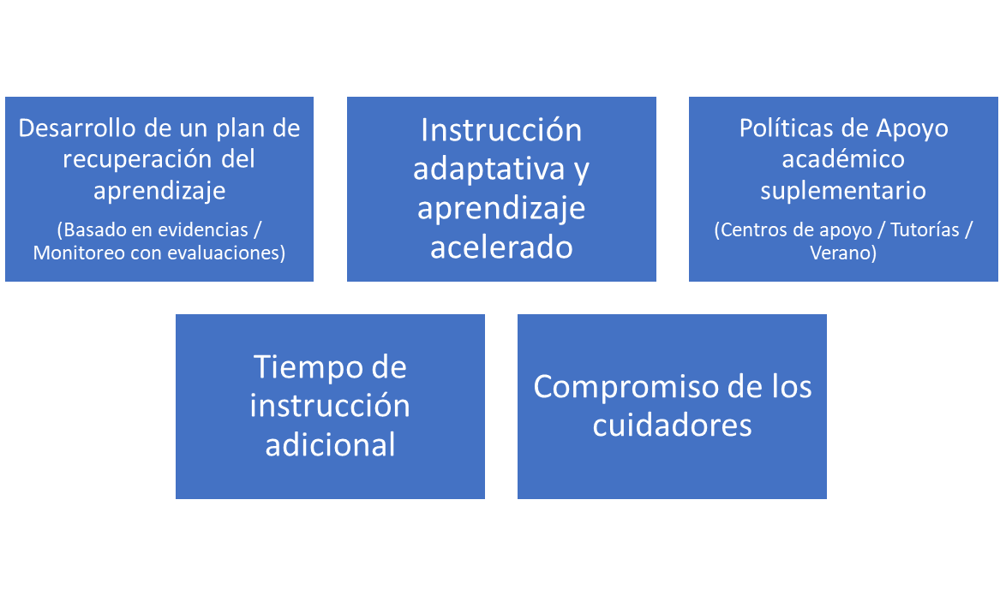 Desarrollo de un plan de
recuperación del
aprendizaje
(Basado en evidencias /
Monitoreo con evaluaciones)
Instrucción
adaptativa y
aprendizaje
acelerado
Políticas de Apoyo
académico
suplementario
(Centros de apoyo / Tutorías /
Verano)
Tiempo de
instrucción
adicional
Compromiso de los
cuidadores